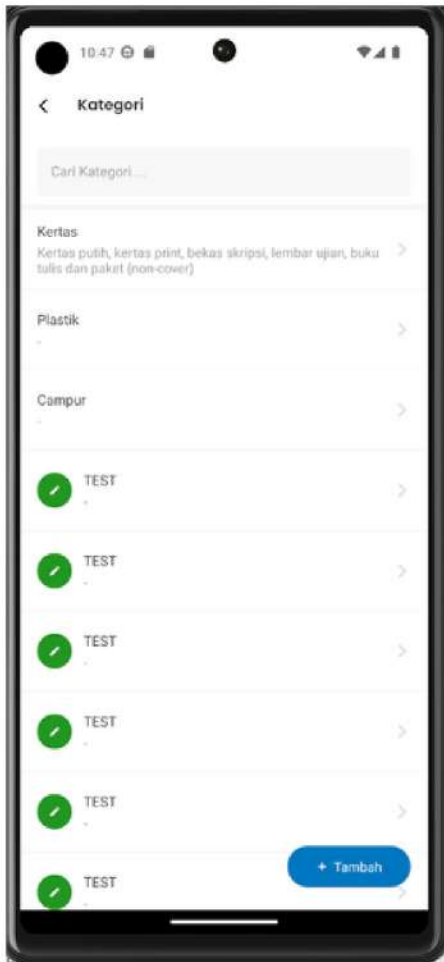 10:47
Kategori
Cari Kategori ...
Kertas
Kertas putih, kertas print, bekas skripsi, lembar ujian, buku
tulis dan paket (non-cover)
Plastik
-
Campur
-
TEST
-
TEST
-
TEST
-
TEST
-
TEST
-
+ Tambah
TEST
-